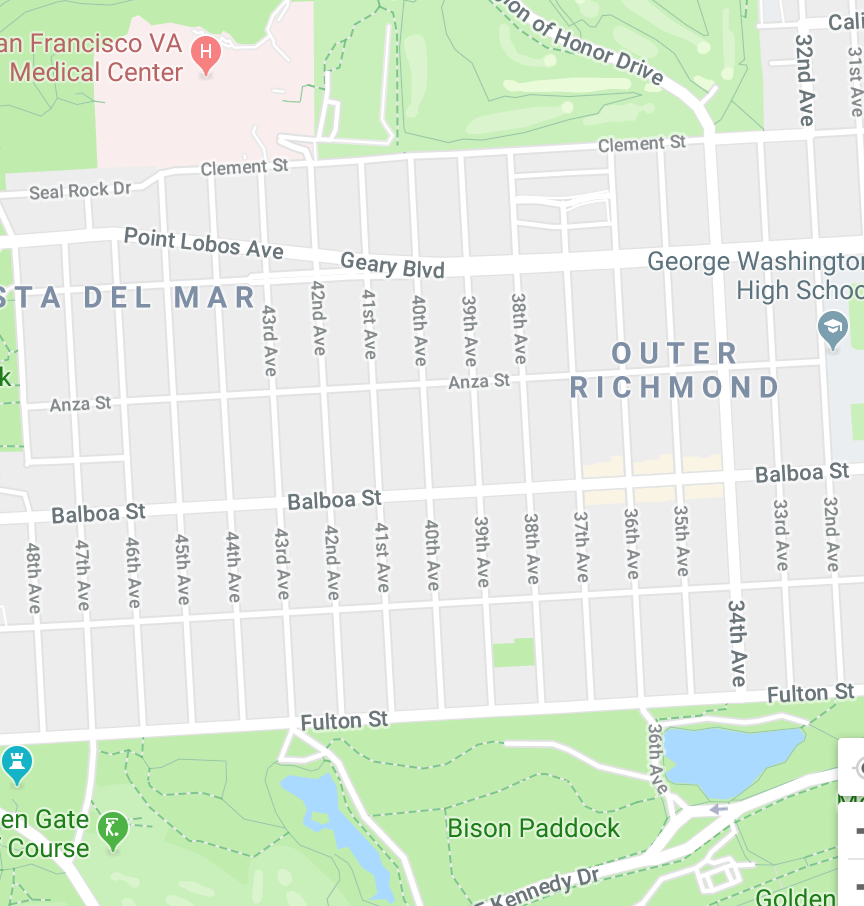 an Francisco VA
Medical Center
H
ion of Honor Drive
Cali
32nd Ave
31st Ave
Clement St
Clement St
Seal Rock Dr
Point Lobos Ave
Geary Blvd
George Washington
High Schoo
STA DEL MAR
43rd Ave
42nd Ave
41st Ave
40th Ave
39th Ave
38th Ave
OUTER
RICHMOND
k
Anza St
Anza St
Balboa St
Balboa St
Balboa St
48th Ave
47th Ave
46th Ave
45th Ave
44th Ave
43rd Ave
42nd Ave
41st Ave
40th Ave
39th Ave
38th Ave
37th Ave
36th Ave
35th Ave
33rd Ave
32nd Ave
34th Ave
Fulton St
Fulton St
36th Ave
en Gate
Course
Bison Paddock
Kennedy Dr
Golden